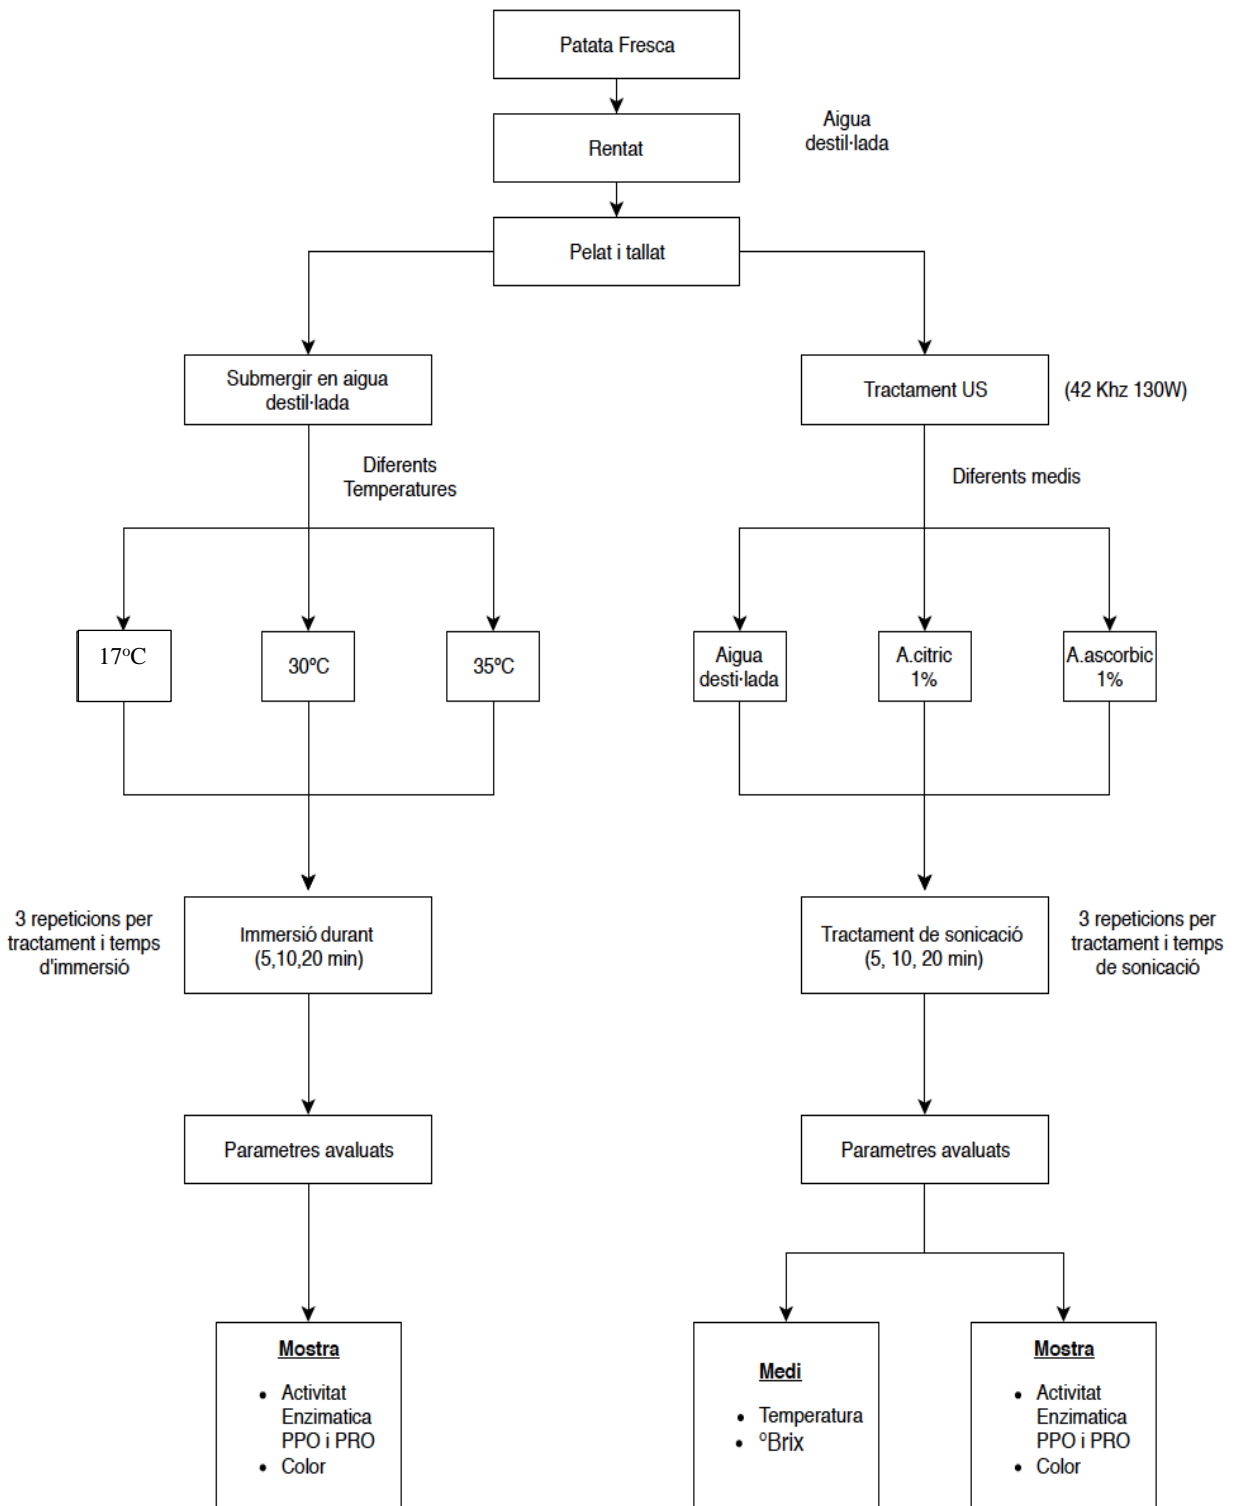 Patata Fresca
Rentat
Aigua
destil·lada
Pelat i tallat
Submergir en aigua
destil·lada
Tractament US
(42 Khz 130W)
Diferents
Temperatures
Diferents medis
17ºC
30ºC
35ºC
Aigua
desti·lada
A.citric
1%
A.ascorbic
1%
3 repeticions per
tractament i temps
d'immersió
Immersió durant
(5,10,20 min)
Tractament de sonicació
(5, 10, 20 min)
3 repeticions per
tractament i temps
de sonicació
Parametres avaluats
Parametres avaluats
Mostra
• Activitat
Enzimatica
PPO i PRO
• Color
Medi
• Temperatura
• ºBrix
Mostra
• Activitat
Enzimatica
PPO i PRO
• Color